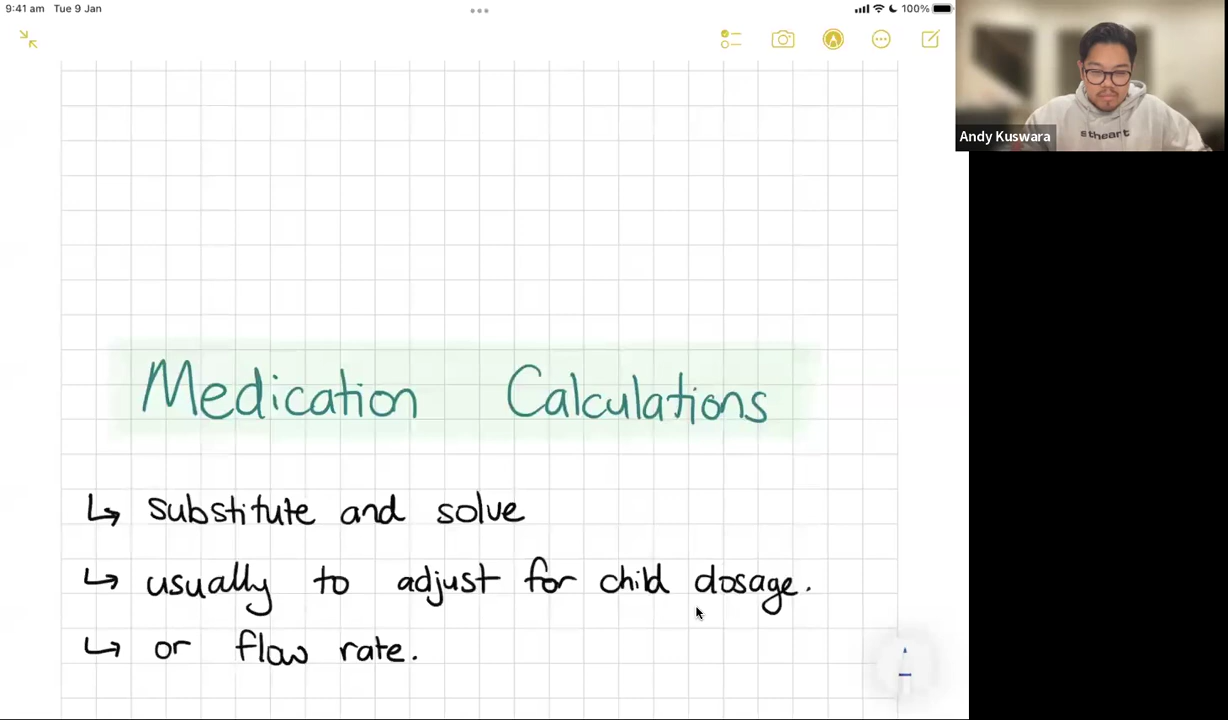 9:41 am Tue 9 Jan
100%
Andy Kuswara
stheart
Medication Calculations
↳ substitute and solve
↳ usually to adjust for child dosage.
↳ or flow rate.